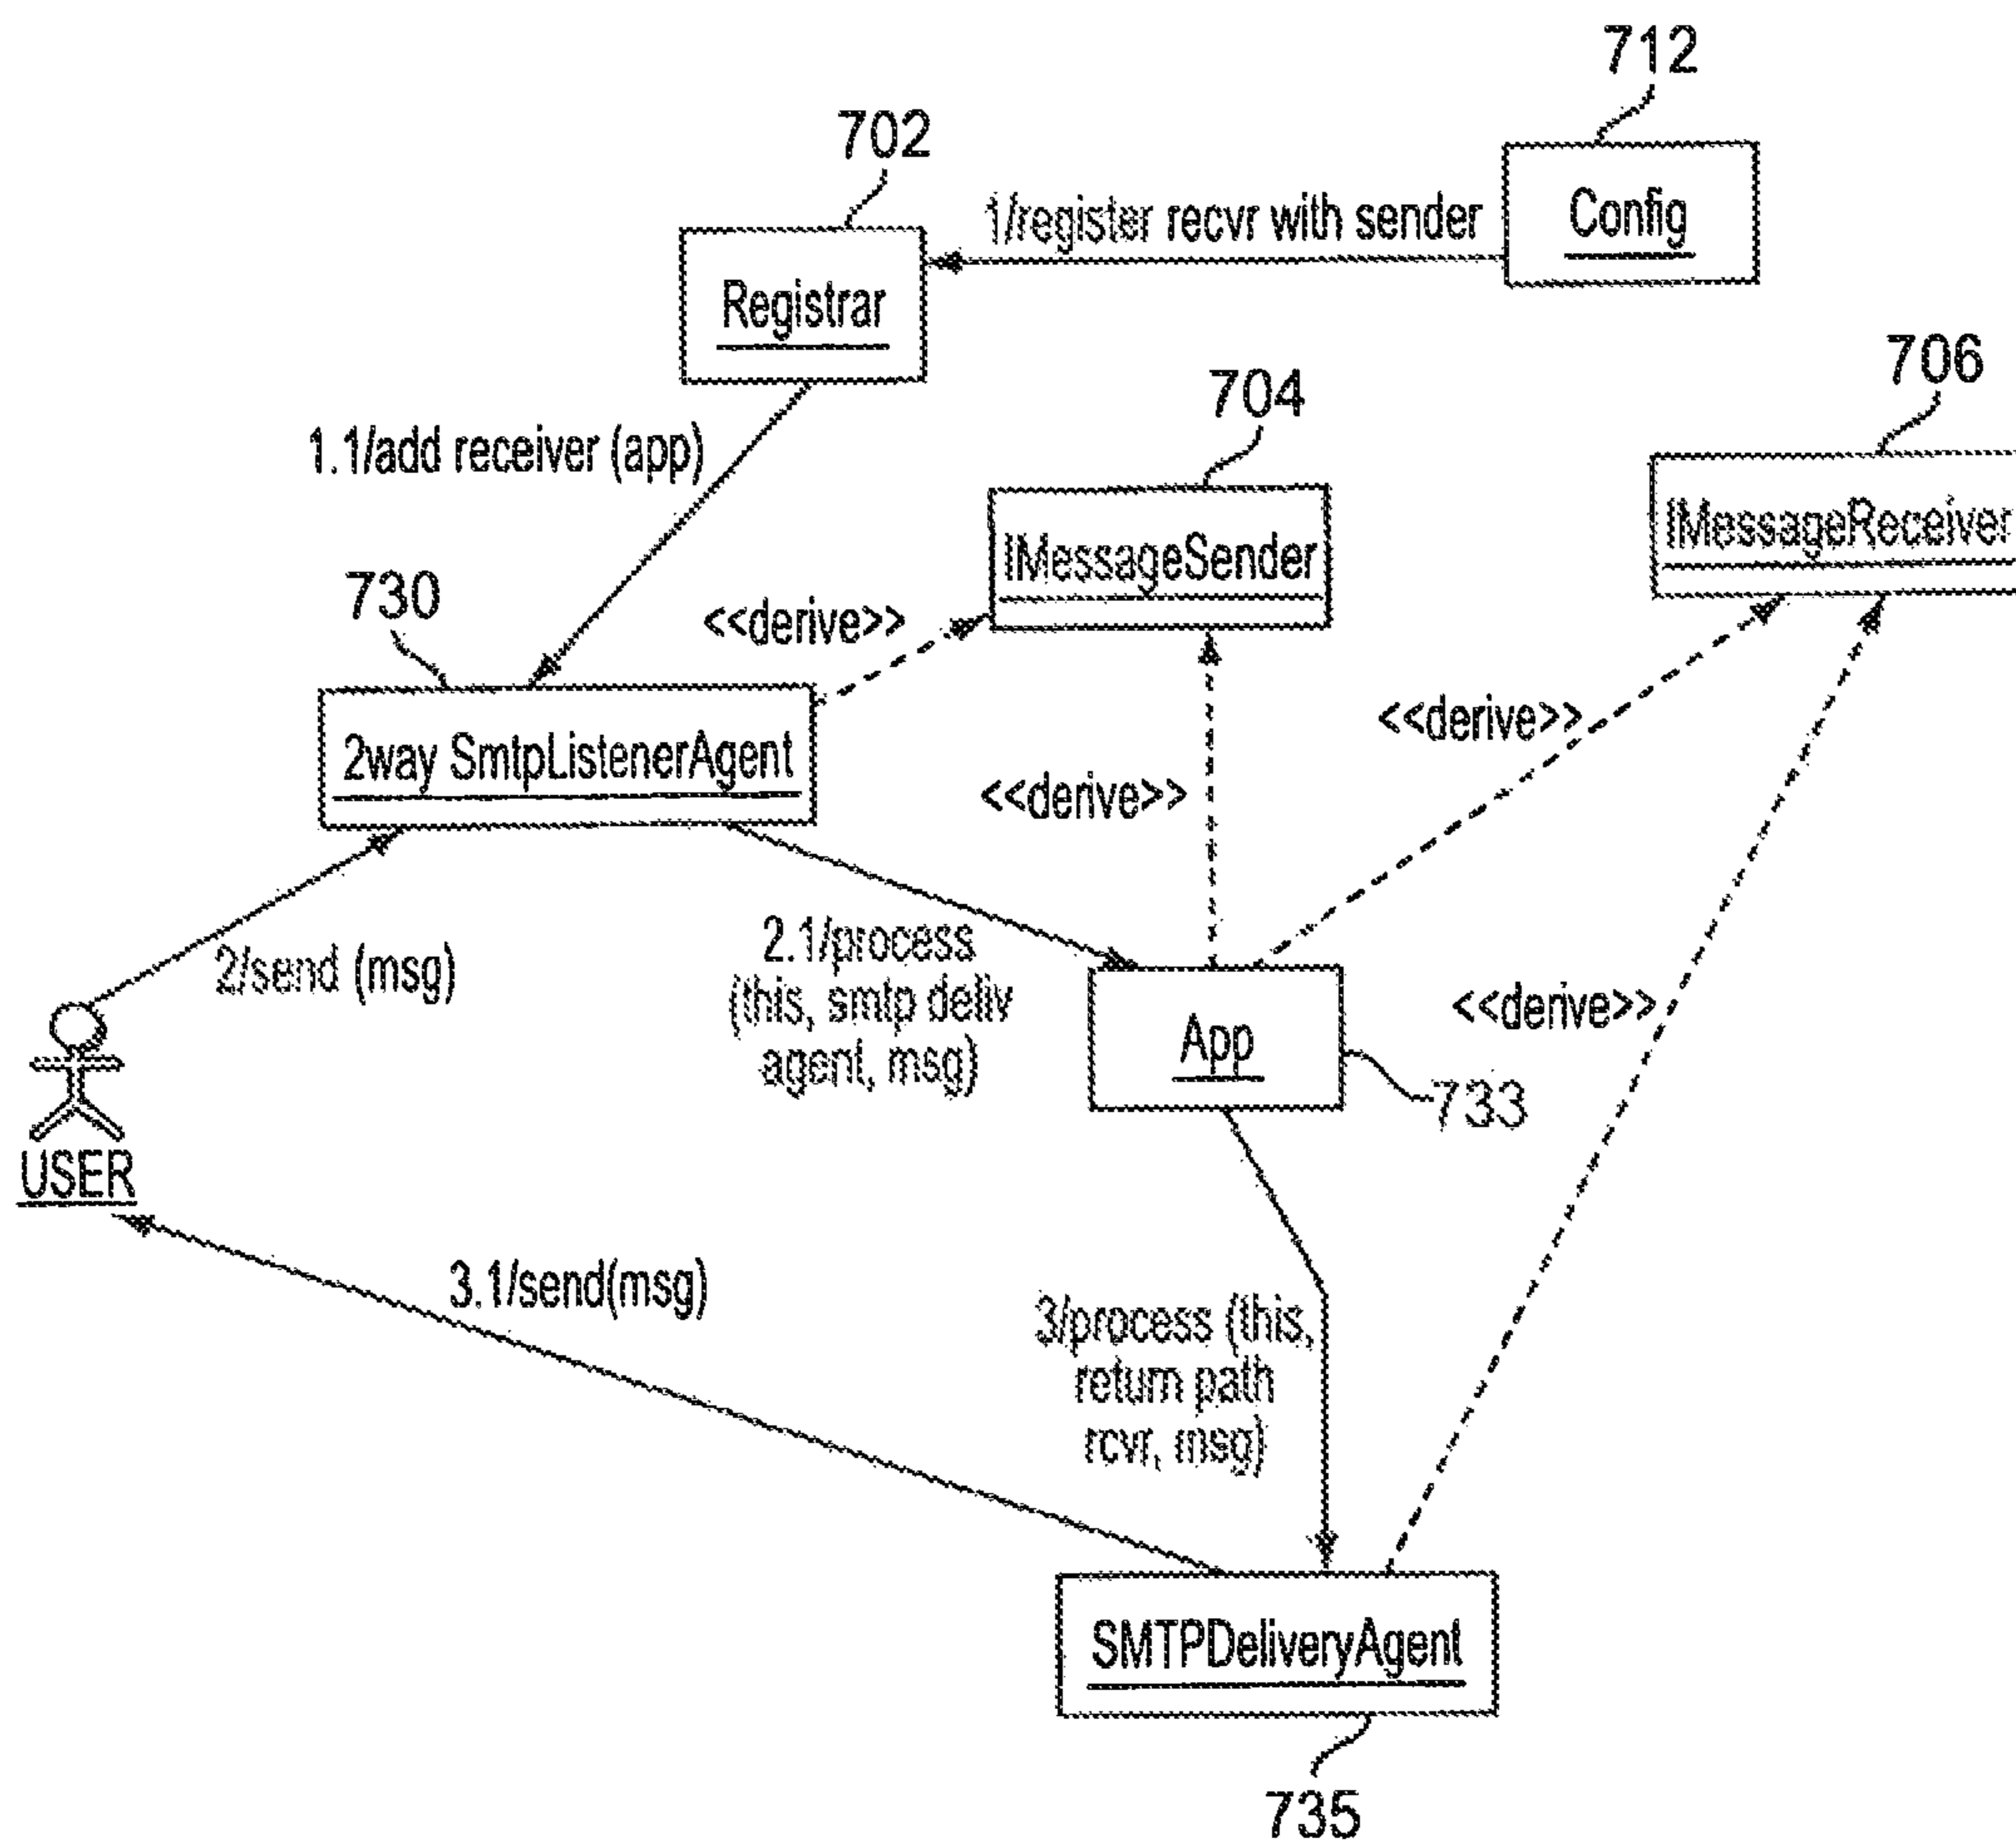 712
702
1/register recvr with sender
Config
Registrar
706
704
1.1/add receiver (app)
IMessageReceiver
IMessageSender
730
<<derive>>
<<derive>>
2way SmtpListenerAgent
<<derive>>
2/send (msg)
2.1/process
(this, smtp deliv
agent, msg)
<<derive>>
App
733
USER
3.1/send(msg)
3/process (this,
return path
rcvr, msg)
SMTPDeliveryAgent
735